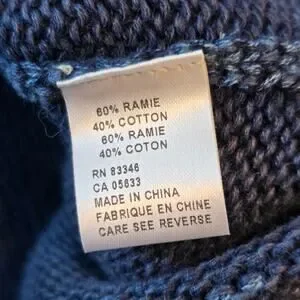 60% RAMIE
40% COTTON
60% RAMIE
40% COTON
RN 83346
CA 05633
MADE IN CHINA
FABRIQUE EN CHINE
CARE SEE REVERSE